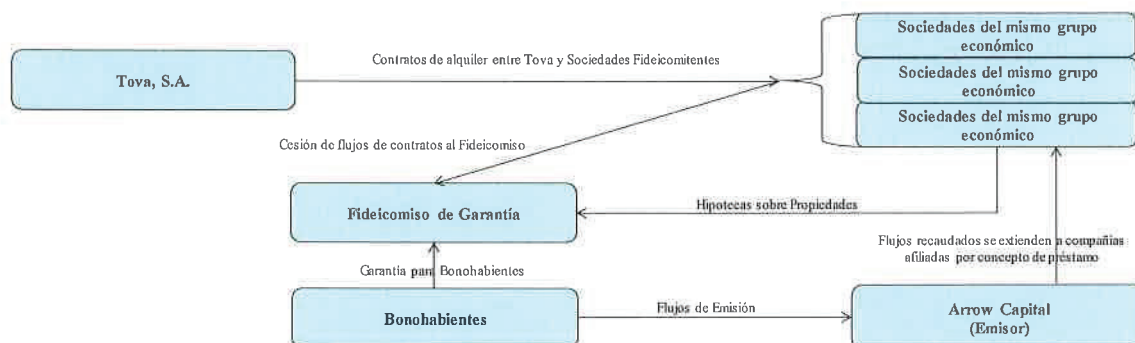 Sociedades del mismo grupo
económico
Contratos de alquiler entre Tova y Sociedades Fideicomitentes
Tova, S.A.
Sociedades del mismo grupo
económico
Sociedades del mismo grupo
económico
Cesión de flujos de contratos al Fideicomiso
Fideicomiso de Garantía
Hipotecas sobre Propiedades
Flujos recaudados se extienden a compañías
afiliadas por concepto de préstamo
Garantía para Bonohabientes
Bonohabientes
Flujos de Emisión
Arrow Capital
(Emisor)